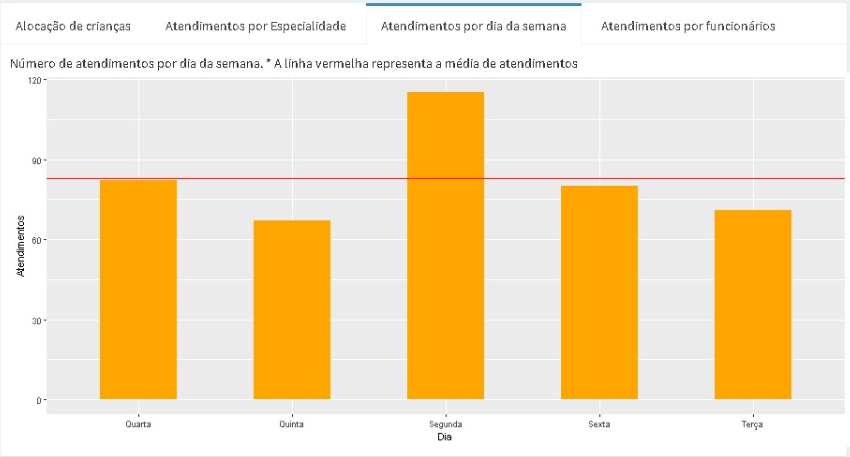 Alocação de crianças
Atendimentos por Especialidade
Atendimentos por dia da semana
Atendimentos por funcionários
Número de atendimentos por dia da semana. * A linha vermelha representa a média de atendimentos
120
90
60
30
0
Atendimentos
Quarta
Quinta
Segunda
Sexta
Terça
Dia